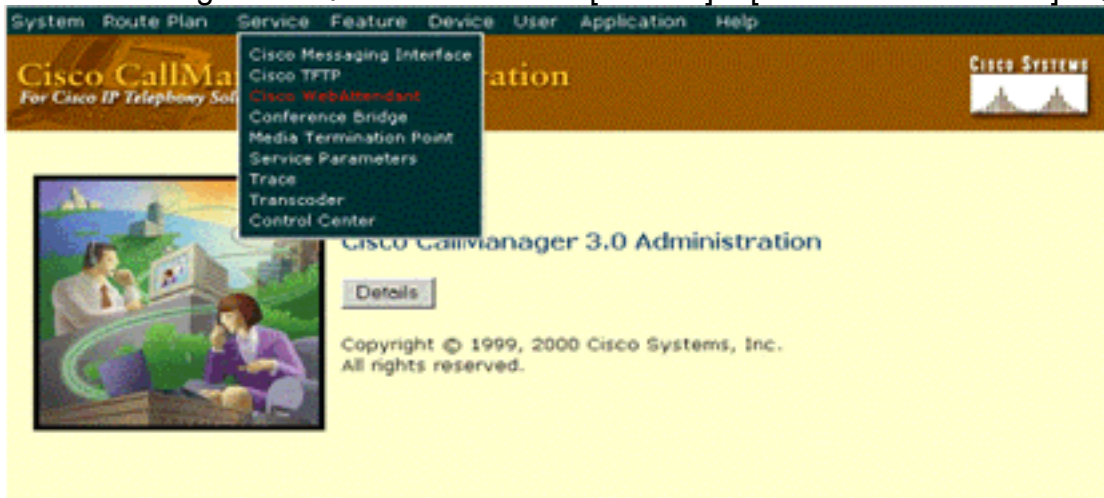 System Route Plan Service Feature Device User Application Help
Cisco Messaging Interface
Cisco TFTP
Cisco WebAttendant
Conference Bridge
Media Termination Point
Service Parameters
Trace
Transcoder
Control Center
Cisco CallMa ration
For Cisco IP Telephony Sol
CISCO SYSTEMS
Cisco CallManager 3.0 Administration
Details
Copyright © 1999, 2000 Cisco Systems, Inc.
All rights reserved.